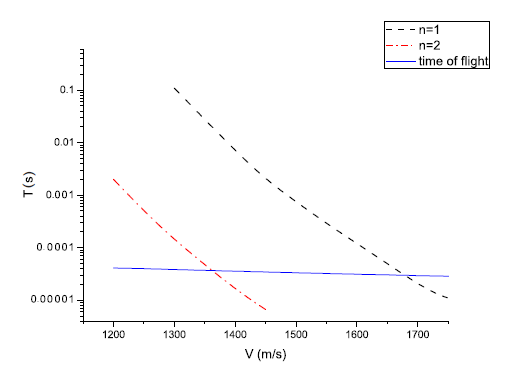 n=1
n=2
time of flight
0.1
0.01
0.001
0.0001
0.00001
T (s)
1200 1300 1400 1500 1600 1700
V (m/s)